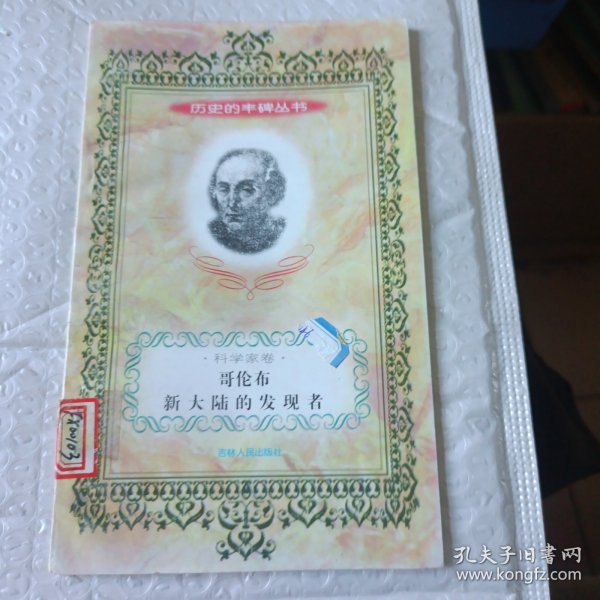 历史的丰碑丛书
·科学家卷·
哥伦布
新大陆的发现者
吉林人民出版社
孔夫子旧书网
www.kongfz.com